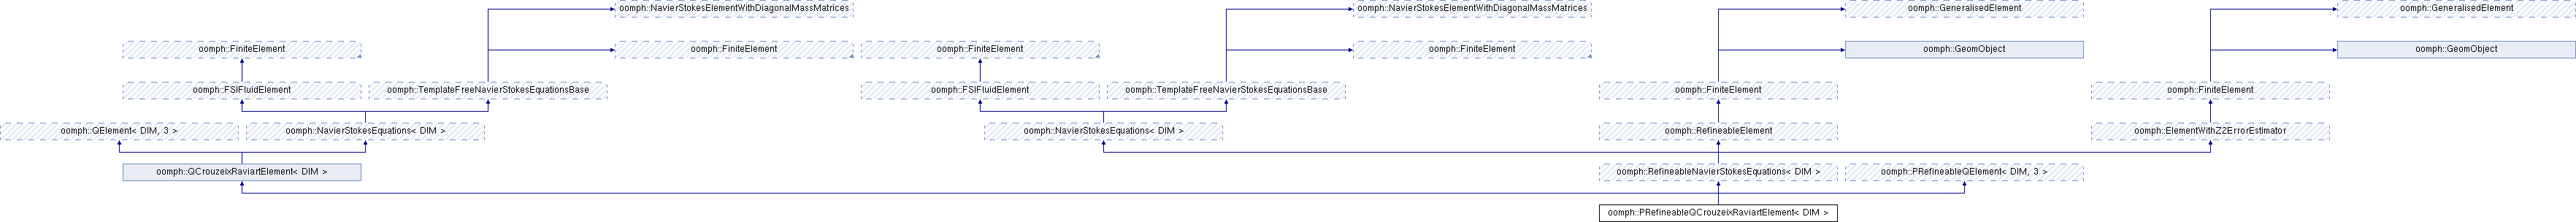 oomph::NavierStokesElementWithDiagonalMassMatrices oomph::NavierStokesElementWithDiagonalMassMatrices oomph::GeneralisedElement oomph::GeneralisedElement
oomph::FiniteElement oomph::FiniteElement oomph::FiniteElement oomph::FiniteElement oomph::GeomObject oomph::GeomObject
oomph::FSIFluidElement oomph::TemplateFreeNavierStokesEquationsBase oomph::FSIFluidElement oomph::TemplateFreeNavierStokesEquationsBase oomph::FiniteElement oomph::FiniteElement
oomph::QElement< DIM, 3 > oomph::NavierStokesEquations< DIM > oomph::NavierStokesEquations< DIM > oomph::RefineableElement oomph::ElementWithZ2ErrorEstimator
oomph::QCrouzeixRaviartElement< DIM > oomph::RefineableNavierStokesEquations< DIM > oomph::PRefineableQElement< DIM, 3 >
oomph::PRefineableQCrouzeixRaviartElement< DIM >